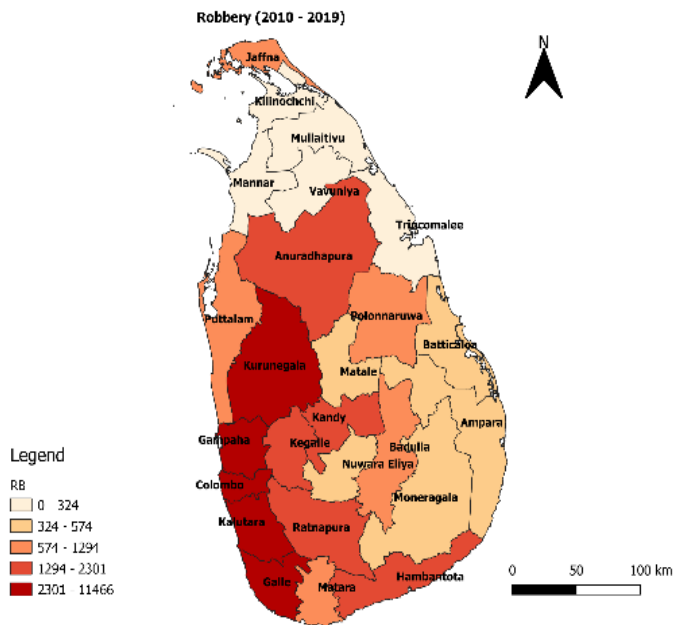 Robbery (2010 - 2019)
N
Jaffna
Kilinochchi
Mullaitivu
Mannar
Vavuniya
Trincomalee
Anuradhapura
Puttalam
Polonnaruwa
Batticaloa
Kurunegala
Matale
Kandy
Ampara
Gampaha
Kegalle
Badulla
Nuwara Eliya
Colombo
Moneragala
Kalutara
Ratnapura
Galle
Matara
Hambantota
Legend
RB
0 - 324
324 - 574
574 - 1294
1294 - 2301
2301 - 11466
0 50 100 km